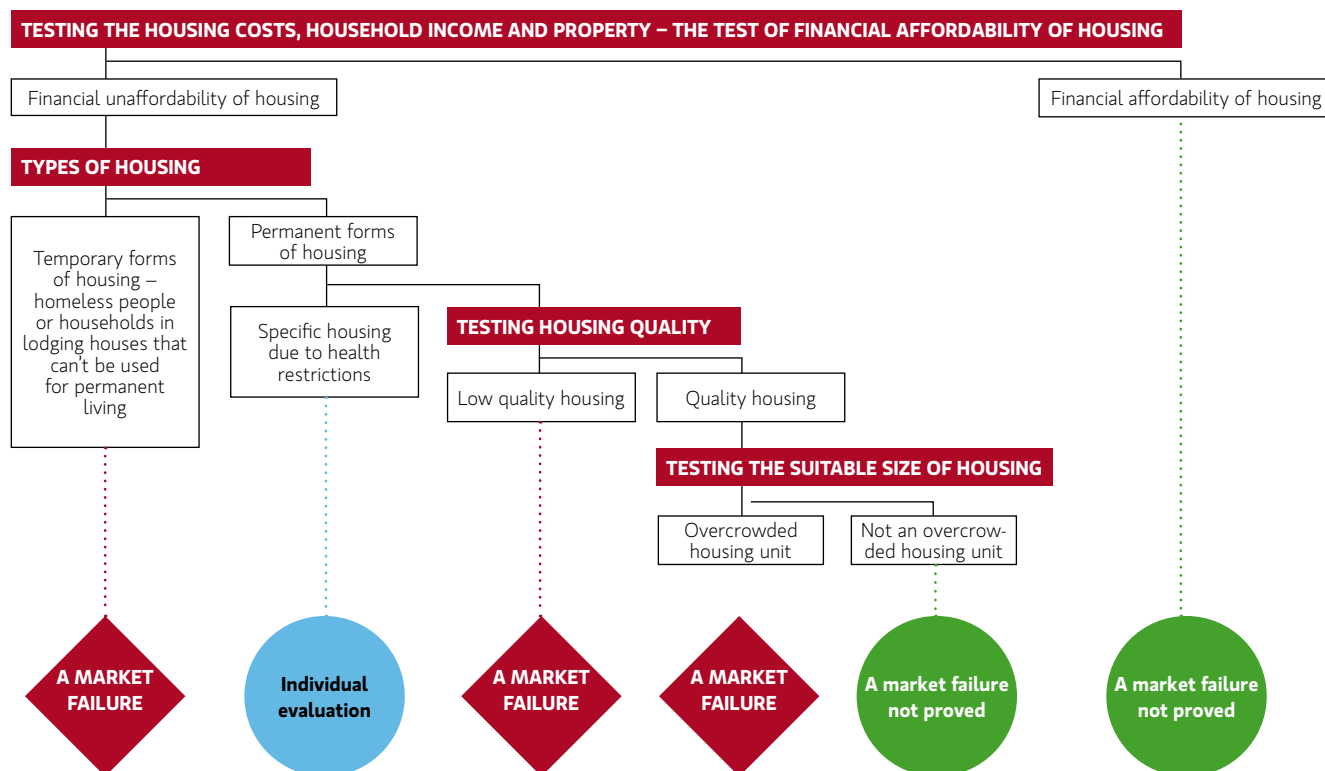 TESTING THE HOUSING COSTS, HOUSEHOLD INCOME AND PROPERTY – THE TEST OF FINANCIAL AFFORDABILITY OF HOUSING
Financial unaffordability of housing
Financial affordability of housing
TYPES OF HOUSING
Temporary forms
of housing –
homeless people
or households in
lodging houses that
can't be used
for permanent
living
Permanent forms
of housing
Specific housing
due to health
restrictions
TESTING HOUSING QUALITY
Low quality housing
Quality housing
TESTING THE SUITABLE SIZE OF HOUSING
Overcrowded
housing unit
Not an overcrow-
ded housing unit
A MARKET
FAILURE
Individual
evaluation
A MARKET
FAILURE
A MARKET
FAILURE
A market failure
not proved
A market failure
not proved